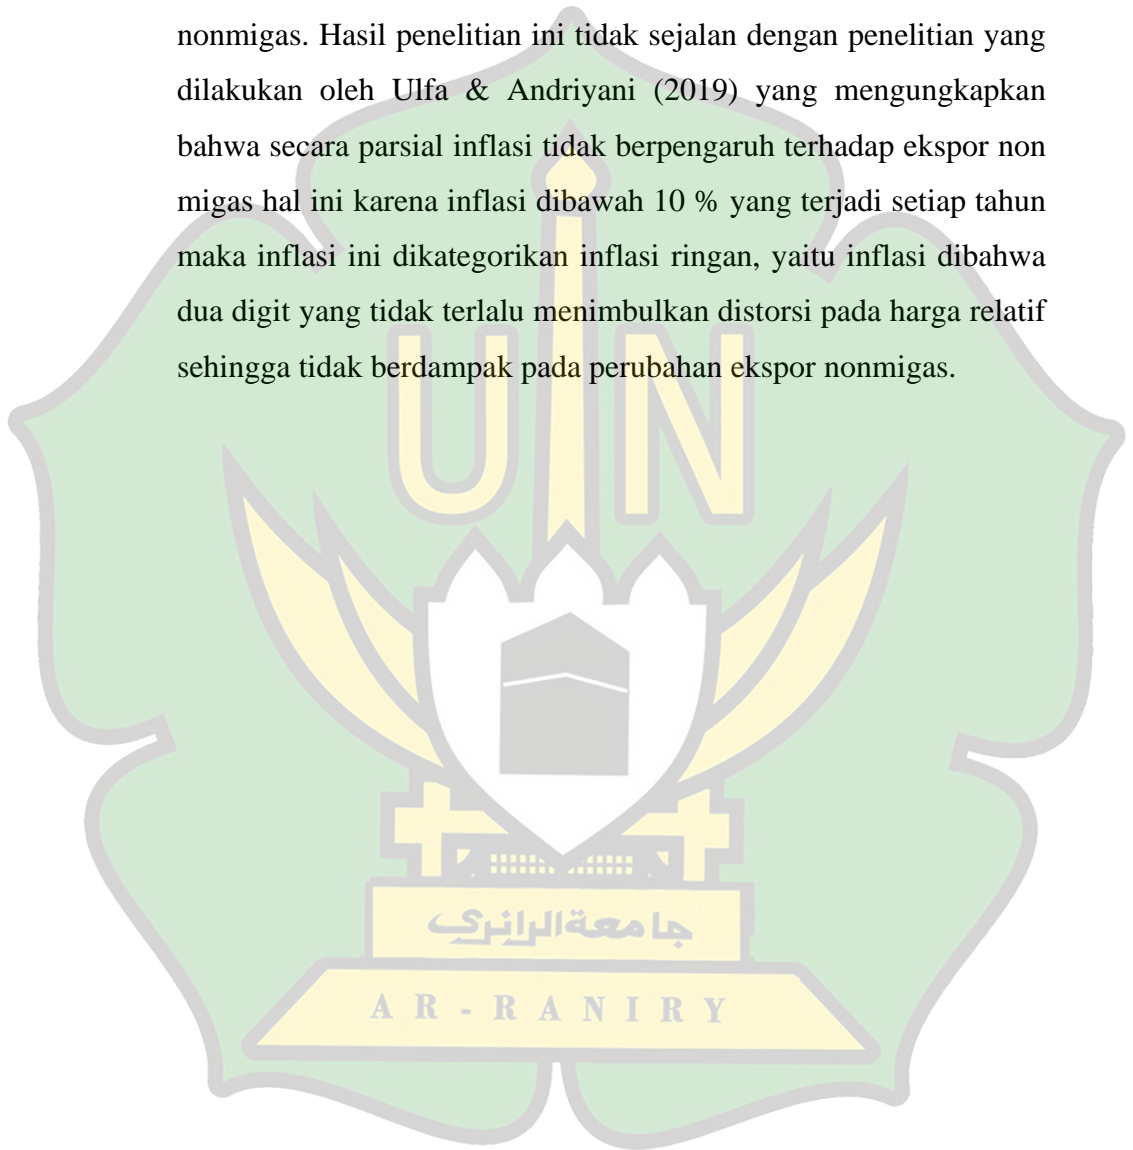 nonmigas. Hasil penelitian ini tidak sejalan dengan penelitian yang
dilakukan oleh Ulfa & Andriyani (2019) yang mengungkapkan
bahwa secara parsial inflasi tidak berpengaruh terhadap ekspor non
migas hal ini karena inflasi dibawah 10 % yang terjadi setiap tahun
maka inflasi ini dikategorikan inflasi ringan, yaitu inflasi dibahwa
dua digit yang tidak terlalu menimbulkan distorsi pada harga relatif
sehingga tidak berdampak pada perubahan ekspor nonmigas.
UIN
جامعة الرانري
AR-RANIRY